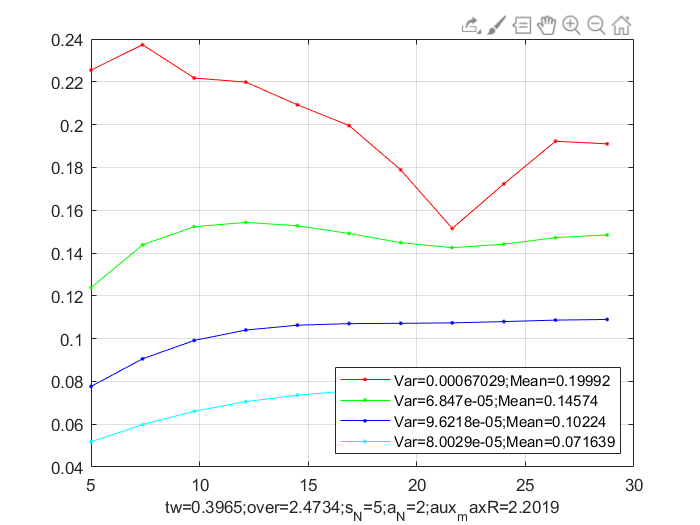 0.24
0.22
0.2
0.18
0.16
0.14
0.12
0.1
0.08
0.06
0.04
Var=0.00067029;Mean=0.19992
Var=6.847e-05;Mean=0.14574
Var=9.6218e-05;Mean=0.10224
Var=8.0029e-05;Mean=0.071639
5 10 15 20 25 30
tw=0.3965;over=2.4734;s_N=5;a_N=2;aux_maxR=2.2019